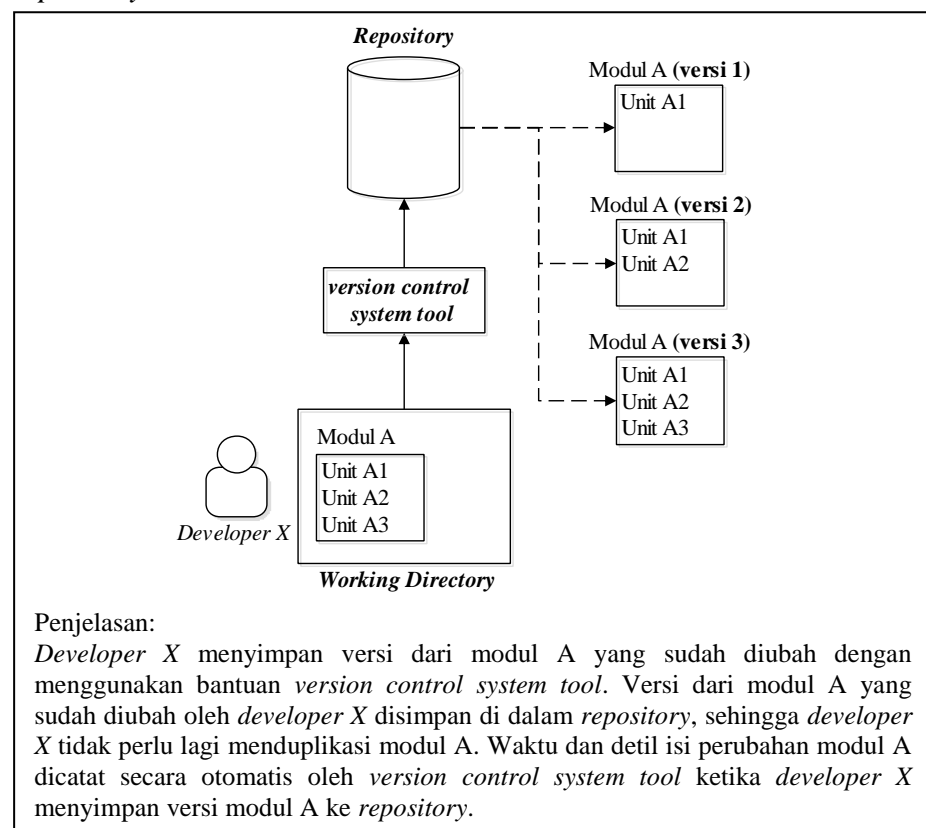 Repository
Modul A (versi 1)
Unit A1
Modul A (versi 2)
Unit A1
Unit A2
version control
system tool
Modul A (versi 3)
Unit A1
Unit A2
Unit A3
Modul A
Unit A1
Unit A2
Unit A3
Developer X
Working Directory
Penjelasan:
Developer X menyimpan versi dari modul A yang sudah diubah dengan
menggunakan bantuan version control system tool. Versi dari modul A yang
sudah diubah oleh developer X disimpan di dalam repository, sehingga developer
X tidak perlu lagi menduplikasi modul A. Waktu dan detil isi perubahan modul A
dicatat secara otomatis oleh version control system tool ketika developer X
menyimpan versi modul A ke repository.